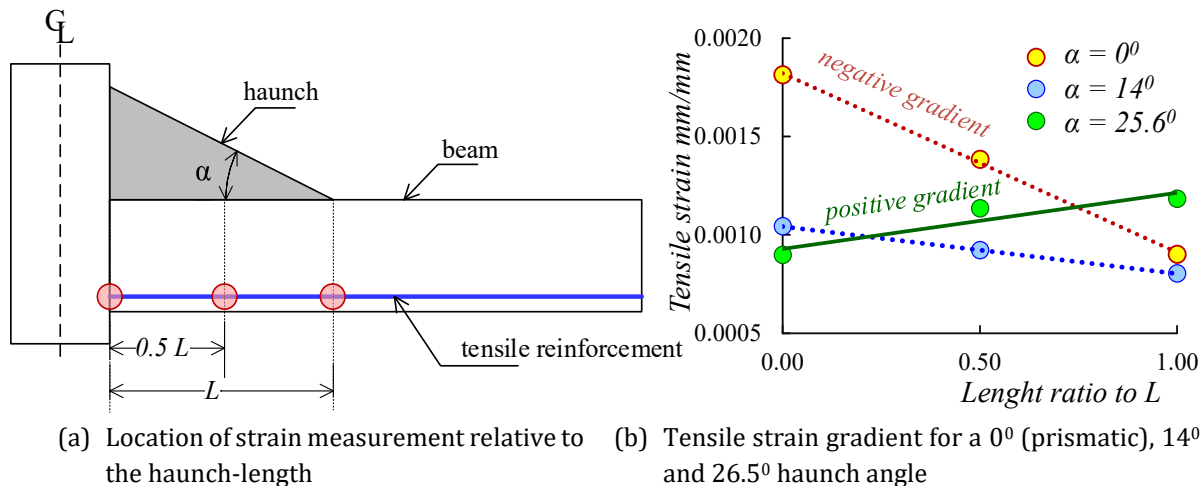 ℄
haunch
beam
α
0.5 L
L
tensile reinforcement
(a) Location of strain measurement relative to
the haunch-length
Tensile strain mm/mm
0.0020
0.0015
0.0010
0.0005
0.00
0.50
1.00
Lenght ratio to L
negative gradient
positive gradient
α = 0⁰
α = 14⁰
α = 25.6⁰
(b) Tensile strain gradient for a 0⁰ (prismatic), 14⁰
and 26.5⁰ haunch angle